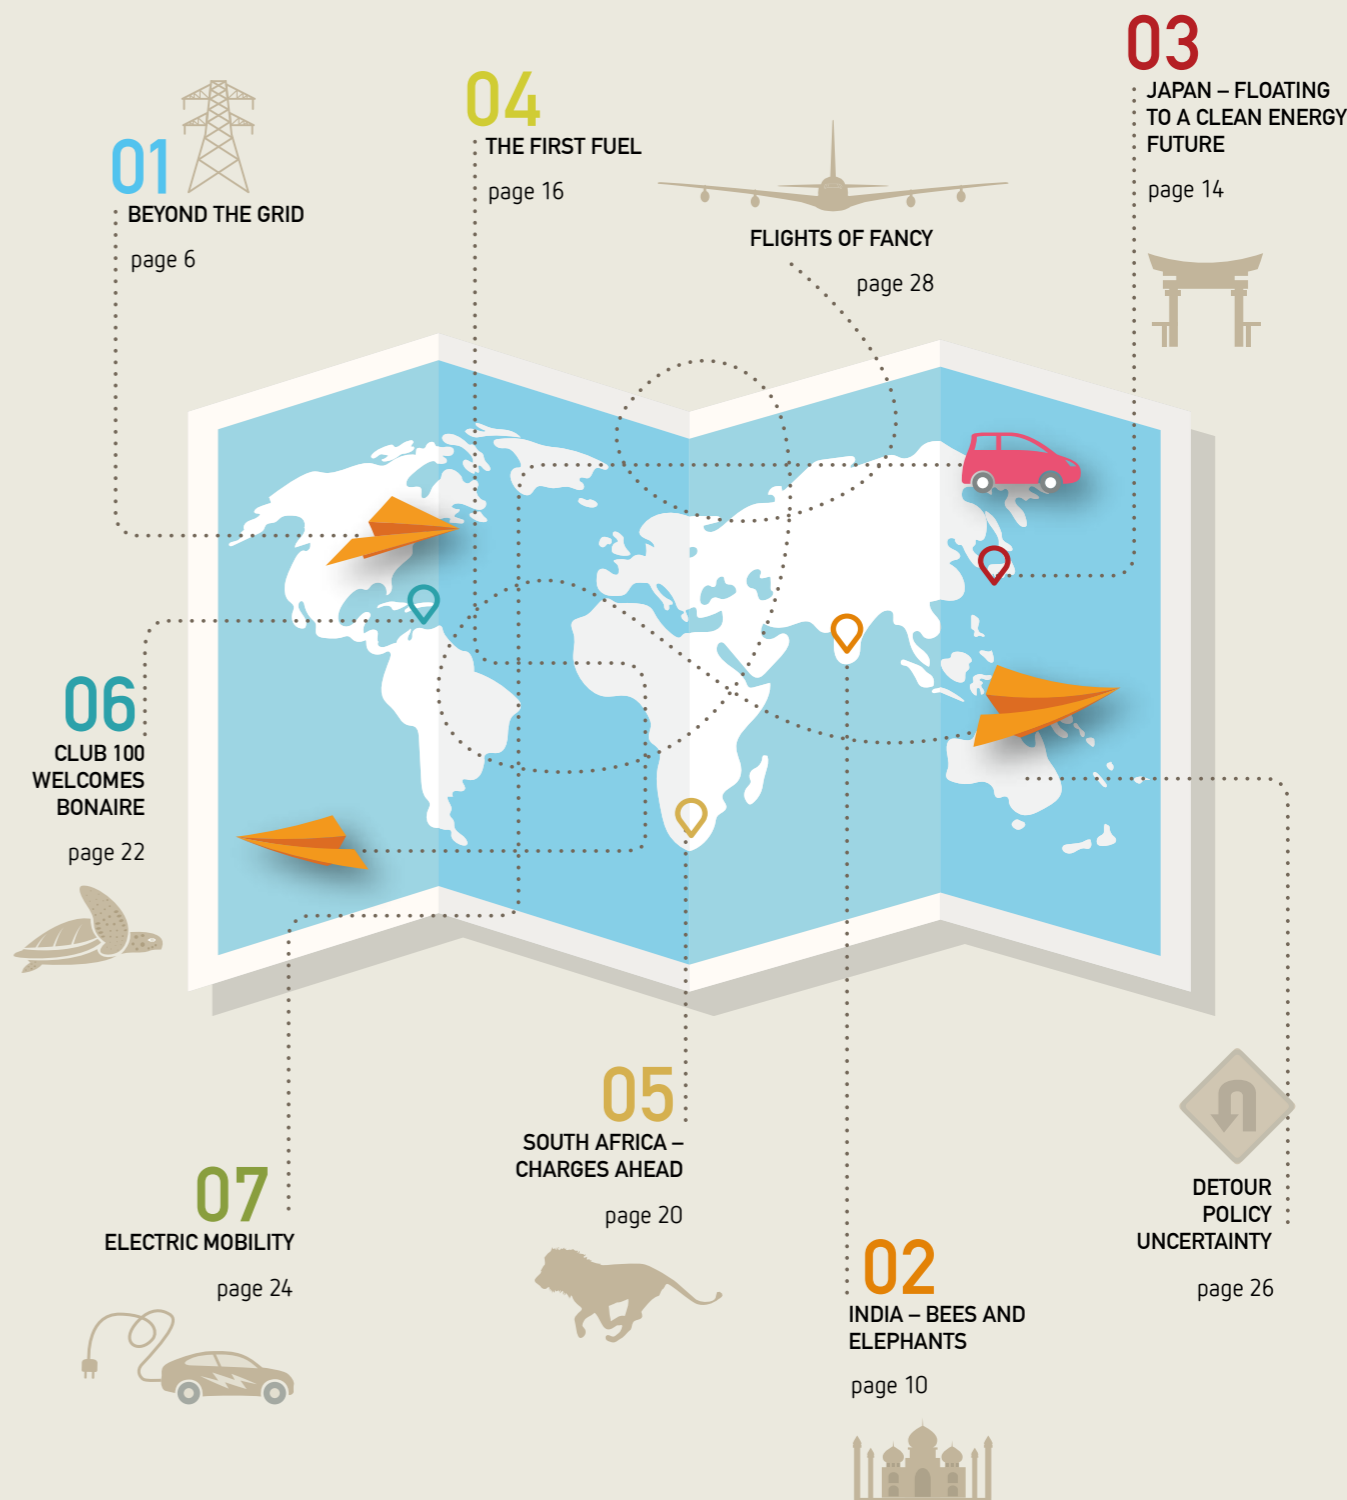 01
BEYOND THE GRID
page 6
04
THE FIRST FUEL
page 16
FLIGHTS OF FANCY
page 28
03
JAPAN – FLOATING
TO A CLEAN ENERGY
FUTURE
page 14
06
CLUB 100
WELCOMES
BONAIRE
page 22
07
ELECTRIC MOBILITY
page 24
05
SOUTH AFRICA –
CHARGES AHEAD
page 20
02
INDIA – BEES AND
ELEPHANTS
page 10
DETOUR
POLICY
UNCERTAINTY
page 26